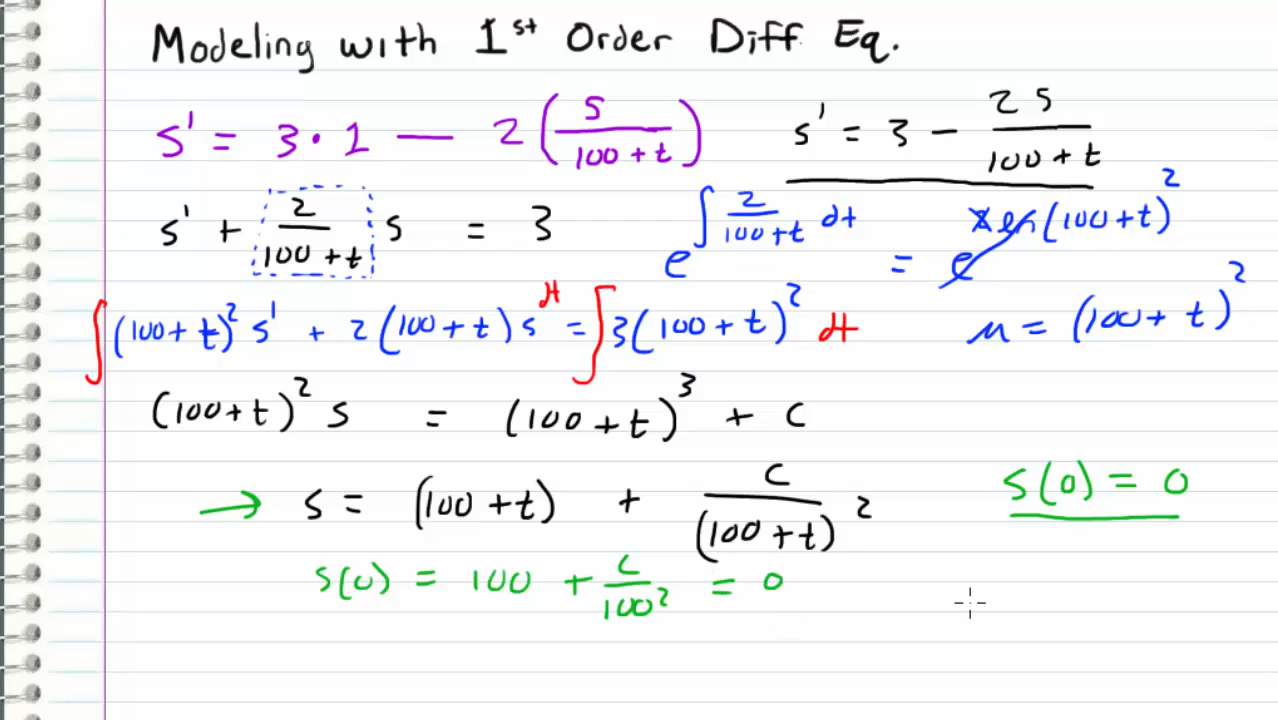 Modeling with 1st Order Diff Eq.
s' = 3 · 1 — 2 (s/(100 + t))
s' = 3 - 2s/(100 + t)
s' + 2/(100 + t) s = 3
e^∫ 2/(100+t) dt = e^2 ln(100+t)^2
∫ (100+t)^2 s' + 2(100+t) s dt = ∫ 3(100+t)^2 dt
μ = (100+t)^2
(100+t)^2 s = (100+t)^3 + C
→ s = (100+t) + C/(100+t)^2
s(0) = 0
s(0) = 100 + C/100^2 = 0